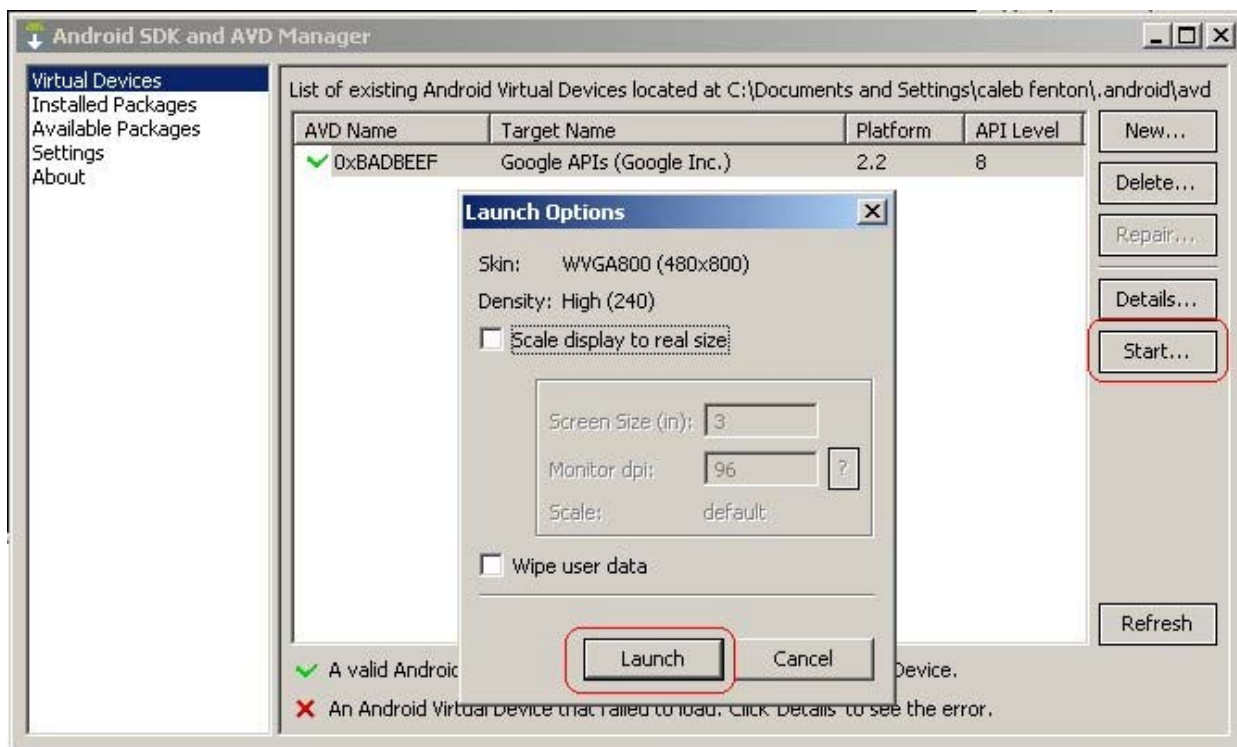 Android SDK and AVD Manager
Virtual Devices
Installed Packages
Available Packages
Settings
About
List of existing Android Virtual Devices located at C:\Documents and Settings\caleb fenton\.android\avd
AVD Name Target Name Platform API Level
0xBADBEEF Google APIs (Google Inc.) 2.2 8
New...
Delete...
Repair...
Details...
Start...
Refresh
Launch Options
Skin: WVGA800 (480x800)
Density: High (240)
Scale display to real size
Screen Size (in): 3
Monitor dpi: 96 ?
Scale: default
Wipe user data
Launch Cancel
A valid Android Device.
An Android Virtual Device that failed to load. Click 'Details' to see the error.